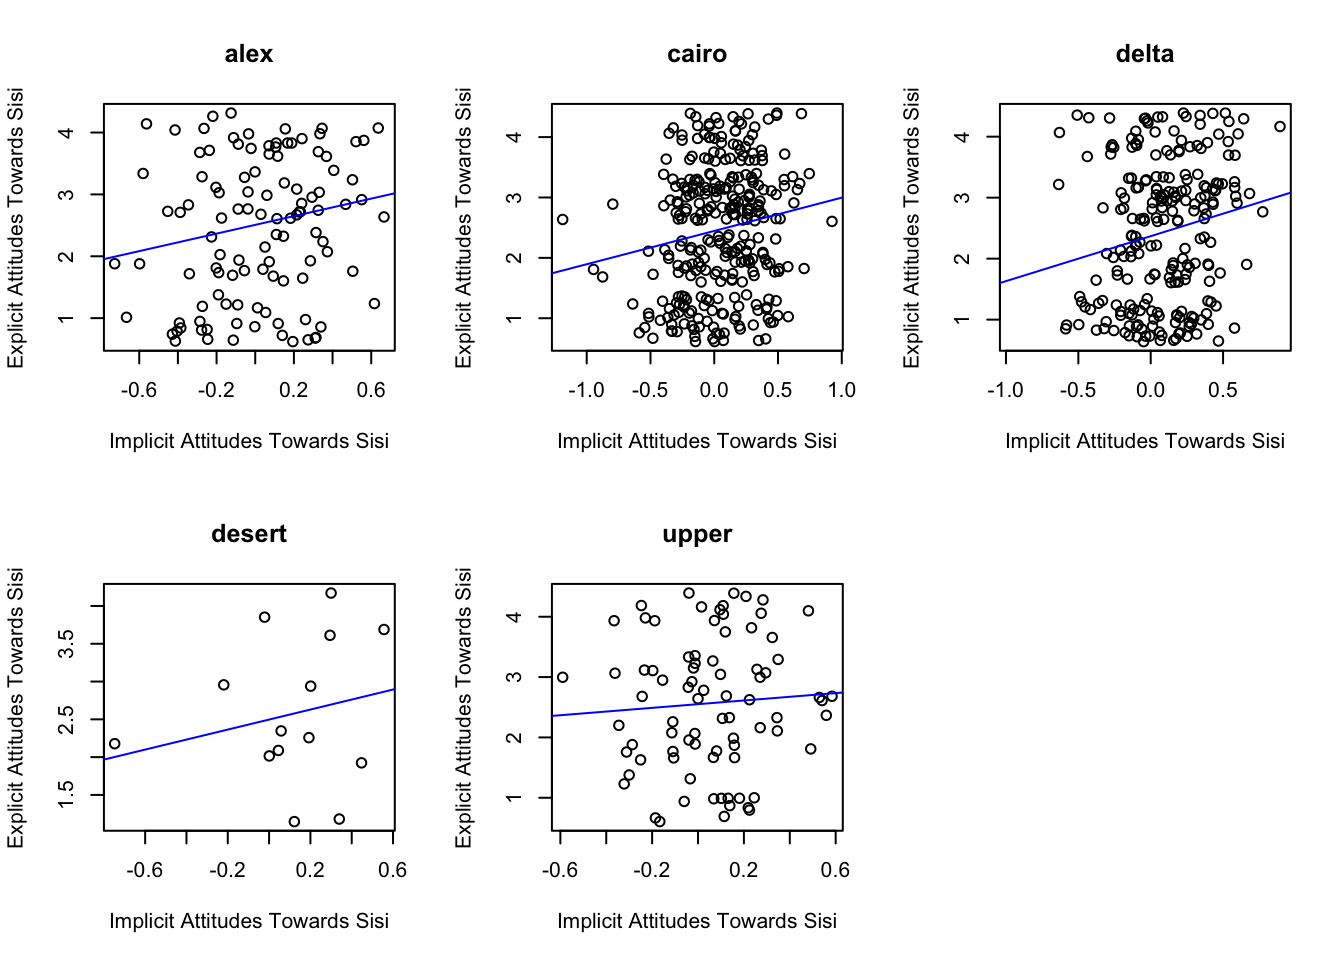 alex
Explicit Attitudes Towards Sisi
4
3
2
1
-0.6 -0.2 0.2 0.6
Implicit Attitudes Towards Sisi
cairo
Explicit Attitudes Towards Sisi
4
3
2
1
-1.0 -0.5 0.0 0.5 1.0
Implicit Attitudes Towards Sisi
delta
Explicit Attitudes Towards Sisi
4
3
2
1
-1.0 -0.5 0.0 0.5
Implicit Attitudes Towards Sisi
desert
Explicit Attitudes Towards Sisi
3.5
2.5
1.5
-0.6 -0.2 0.2 0.6
Implicit Attitudes Towards Sisi
upper
Explicit Attitudes Towards Sisi
4
3
2
1
-0.6 -0.2 0.2 0.6
Implicit Attitudes Towards Sisi